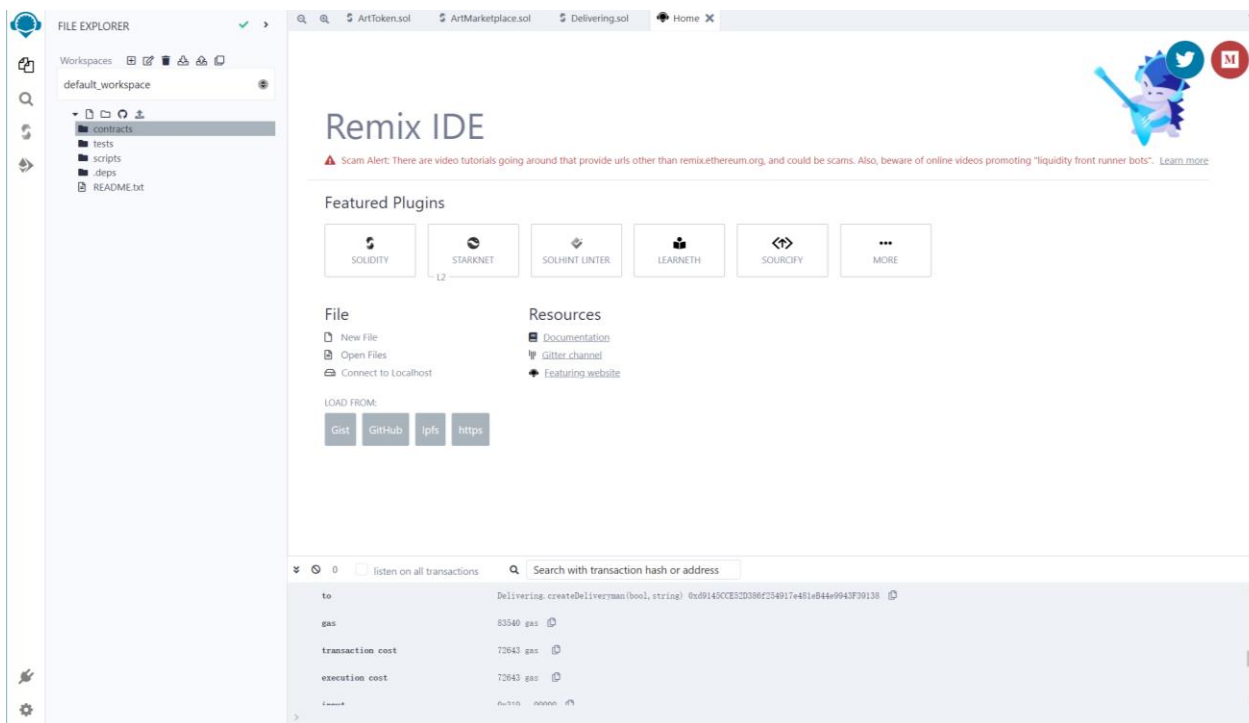 FILE EXPLORER
Workspaces
default_workspace
contracts
tests
scripts
.deps
README.txt
ArtToken.sol
ArtMarketplace.sol
Delivering.sol
Home
M
Remix IDE
Scam Alert: There are video tutorials going around that provide urls other than remix.ethereum.org, and could be scams. Also, beware of online videos promoting "liquidity front runner bots". Learn more
Featured Plugins
SOLIDITY
STARKNET
L2
SOLHINT LINTER
LEARNETH
SOURCIFY
MORE
File
New File
Open Files
Connect to Localhost
LOAD FROM:
Gist GitHub Ipfs https
Resources
Documentation
Gitter channel
Featuring website
0 listen on all transactions Search with transaction hash or address
to Delivering.createDeliveryman(bool,string)
gas 83540 gas
transaction cost 72643 gas
execution cost 72643 gas
>